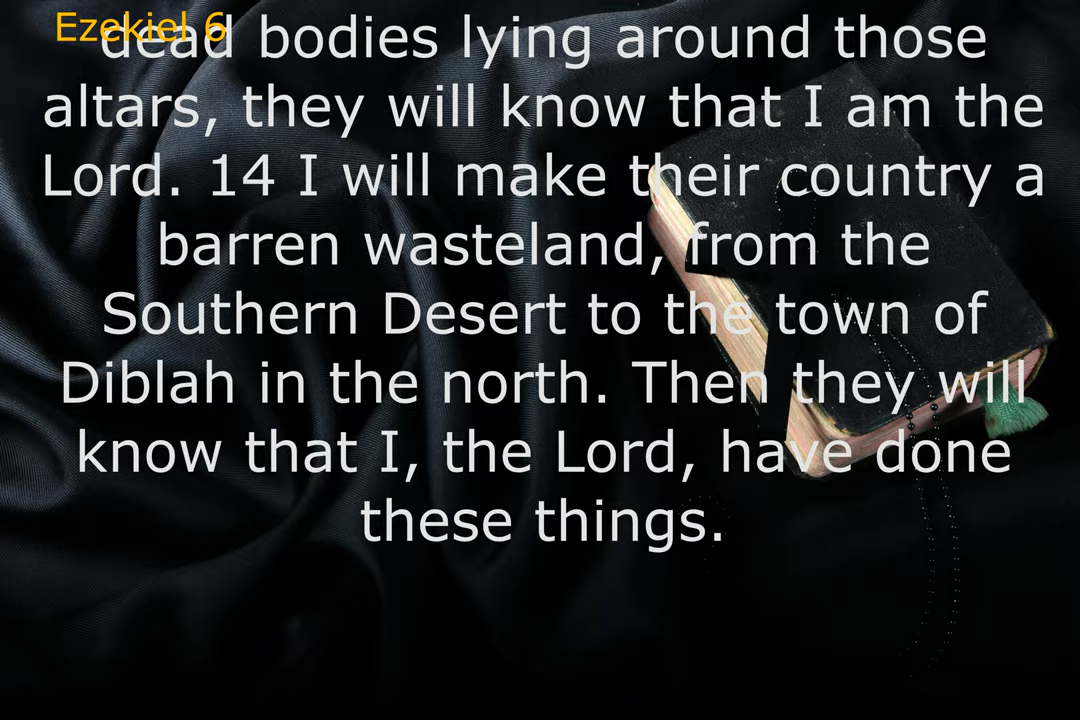 Ezekiel 6
dead bodies lying around those
altars, they will know that I am the
Lord. 14 I will make their country a
barren wasteland, from the
Southern Desert to the town of
Diblah in the north. Then they will
know that I, the Lord, have done
these things.